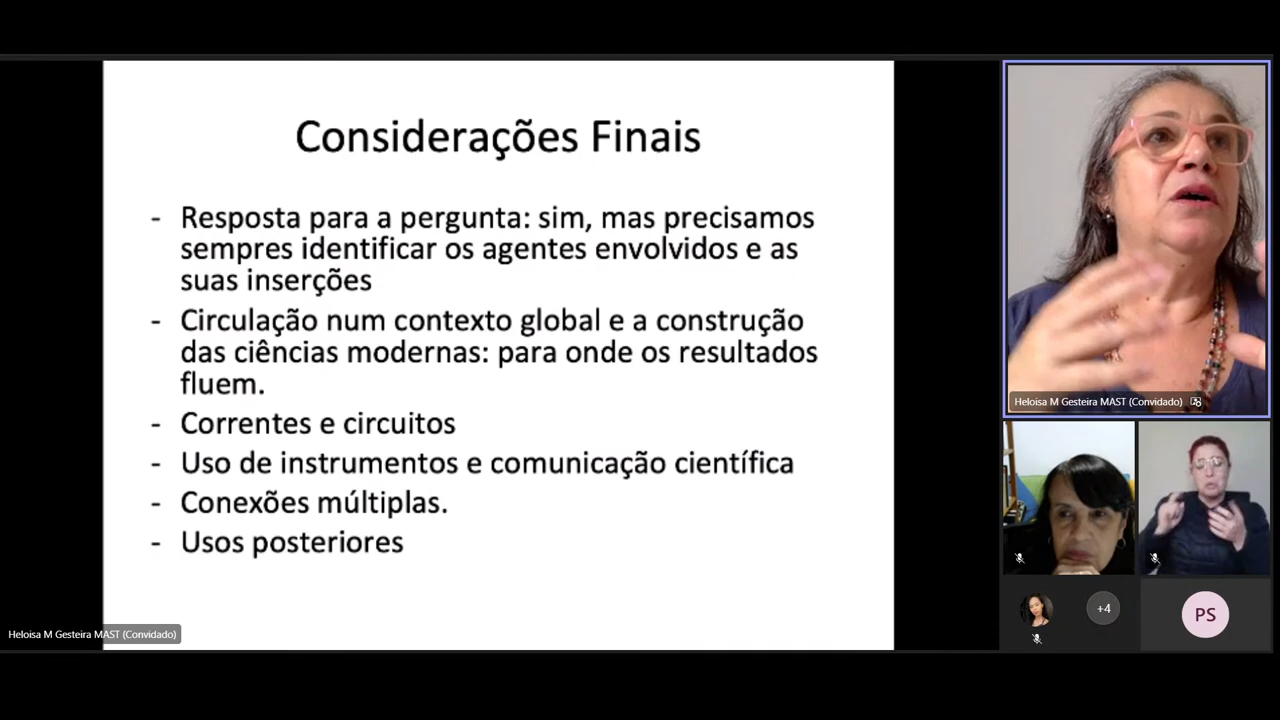 Considerações Finais
- Resposta para a pergunta: sim, mas precisamos
sempres identificar os agentes envolvidos e as
suas inserções
- Circulação num contexto global e a construção
das ciências modernas: para onde os resultados
fluem.
- Correntes e circuitos
- Uso de instrumentos e comunicação científica
- Conexões múltiplas.
- Usos posteriores
Heloisa M Gesteira MAST (Convidado)
Heloisa M Gesteira MAST (Convidado)
+4
PS